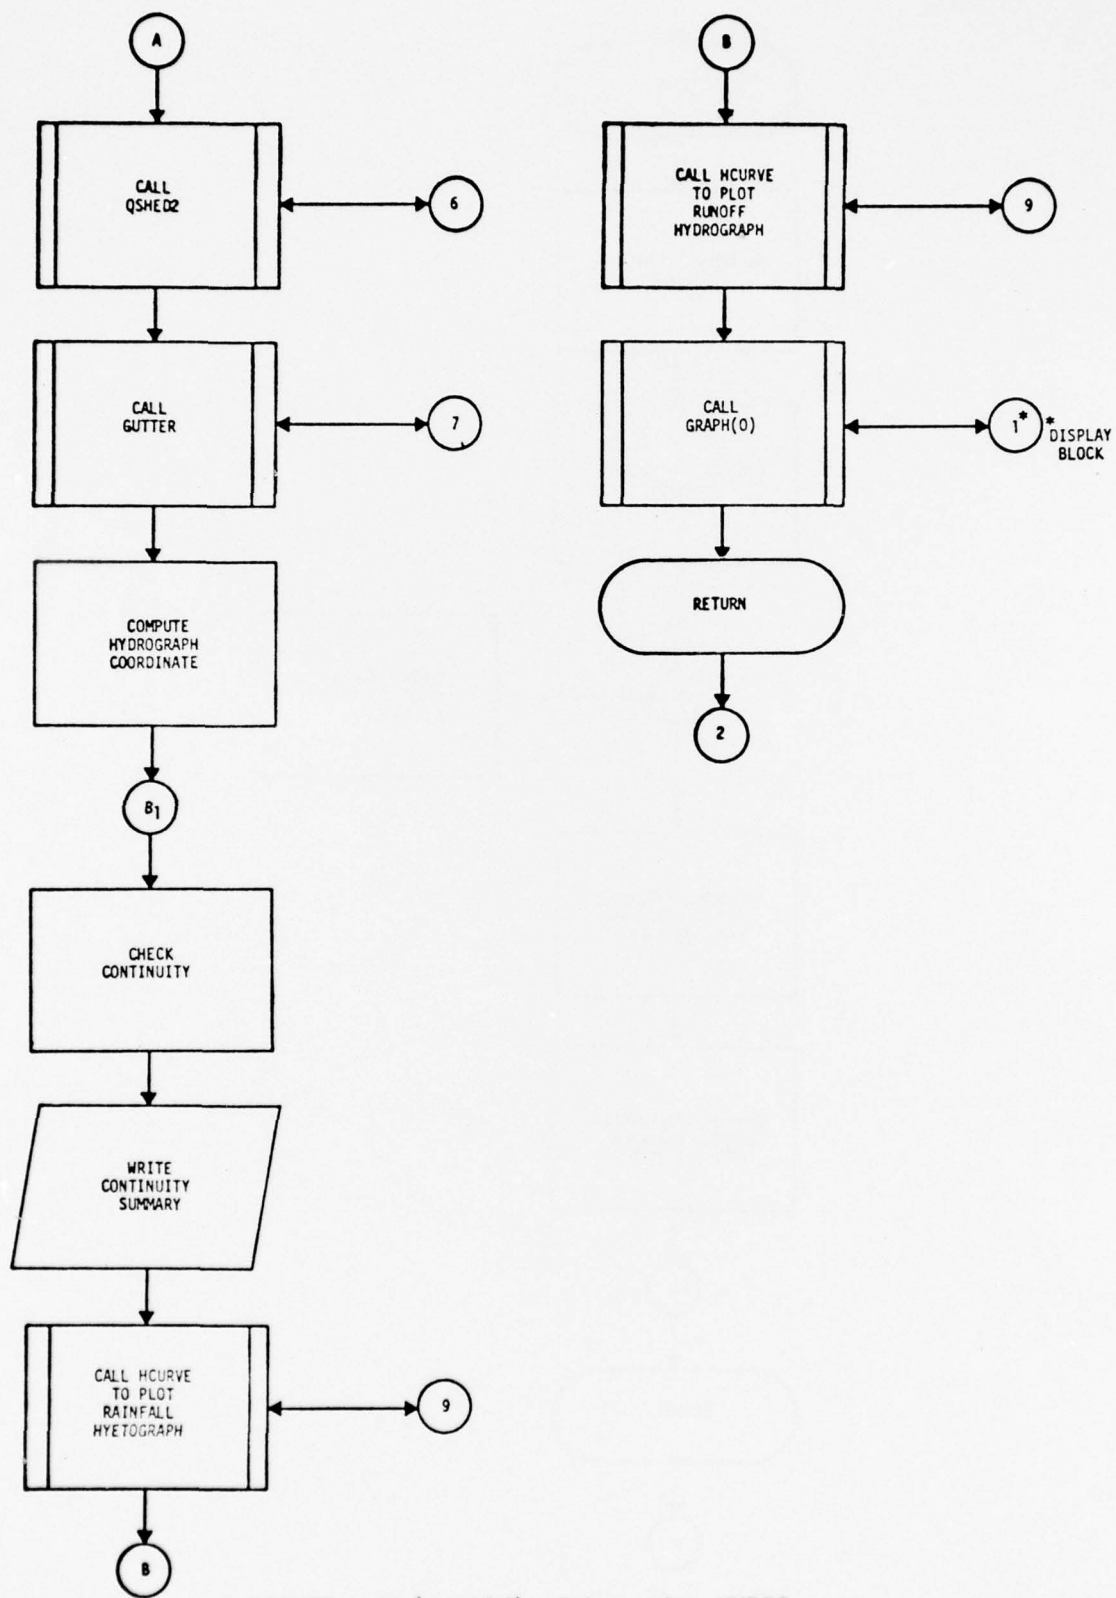 A
CALL
QSHED2
6
CALL
GUTTER
7
COMPUTE
HYDROGRAPH
COORDINATE
B1
CHECK
CONTINUITY
WRITE
CONTINUITY
SUMMARY
CALL HCURVE
TO PLOT
RAINFALL
HYETOGRAPH
9
B
B
CALL HCURVE
TO PLOT
RUNOFF
HYDROGRAPH
9
CALL
GRAPH(0)
1*
*DISPLAY
BLOCK
RETURN
2